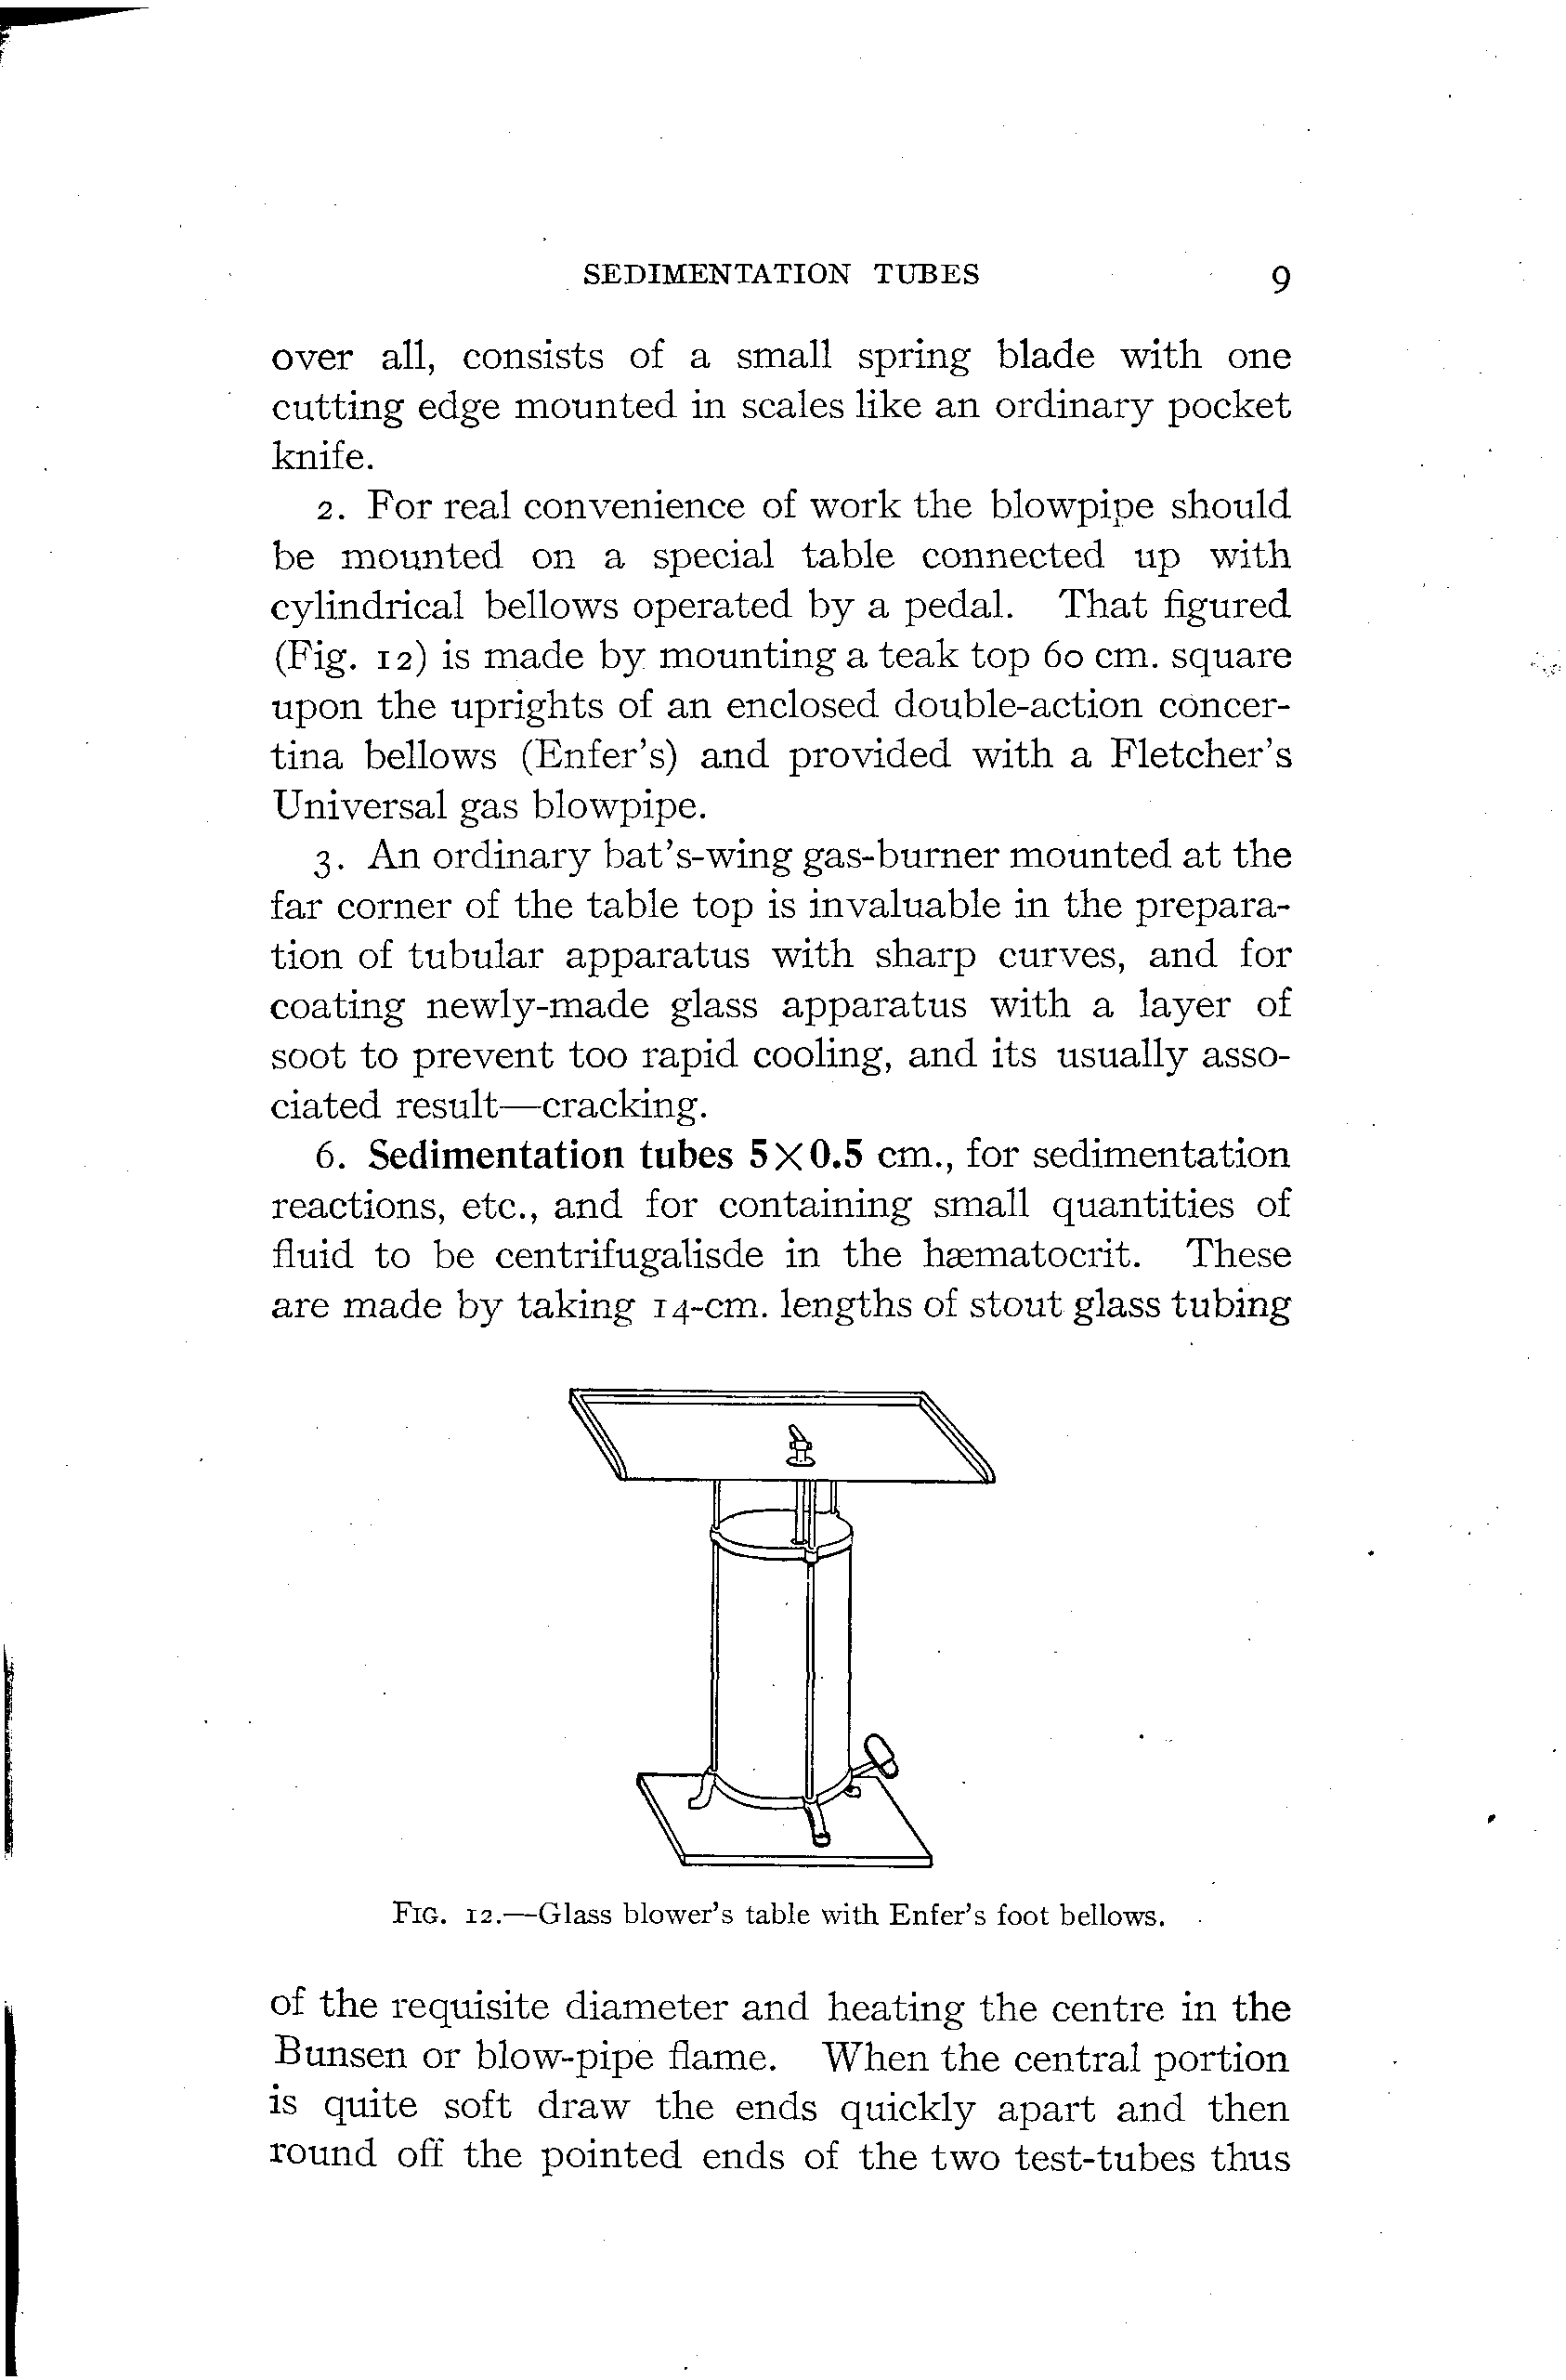 SEDIMENTATION TUBES 9
over all, consists of a small spring blade with one
cutting edge mounted in scales like an ordinary pocket
knife.
2. For real convenience of work the blowpipe should
be mounted on a special table connected up with
cylindrical bellows operated by a pedal. That figured
(Fig. 12) is made by mounting a teak top 60 cm. square
upon the uprights of an enclosed double-action concer-
tina bellows (Enfer's) and provided with a Fletcher's
Universal gas blowpipe.
3. An ordinary bat's-wing gas-burner mounted at the
far corner of the table top is invaluable in the prepara-
tion of tubular apparatus with sharp curves, and for
coating newly-made glass apparatus with a layer of
soot to prevent too rapid cooling, and its usually asso-
ciated result—cracking.
6. Sedimentation tubes 5×0.5 cm., for sedimentation
reactions, etc., and for containing small quantities of
fluid to be centrifugalisde in the hæmatocrit. These
are made by taking 14-cm. lengths of stout glass tubing
FIG. 12.—Glass blower's table with Enfer's foot bellows.
of the requisite diameter and heating the centre in the
Bunsen or blow-pipe flame. When the central portion
is quite soft draw the ends quickly apart and then
round off the pointed ends of the two test-tubes thus